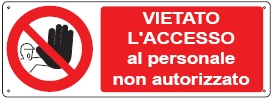 VIETATO
L'ACCESSO
al personale
non autorizzato